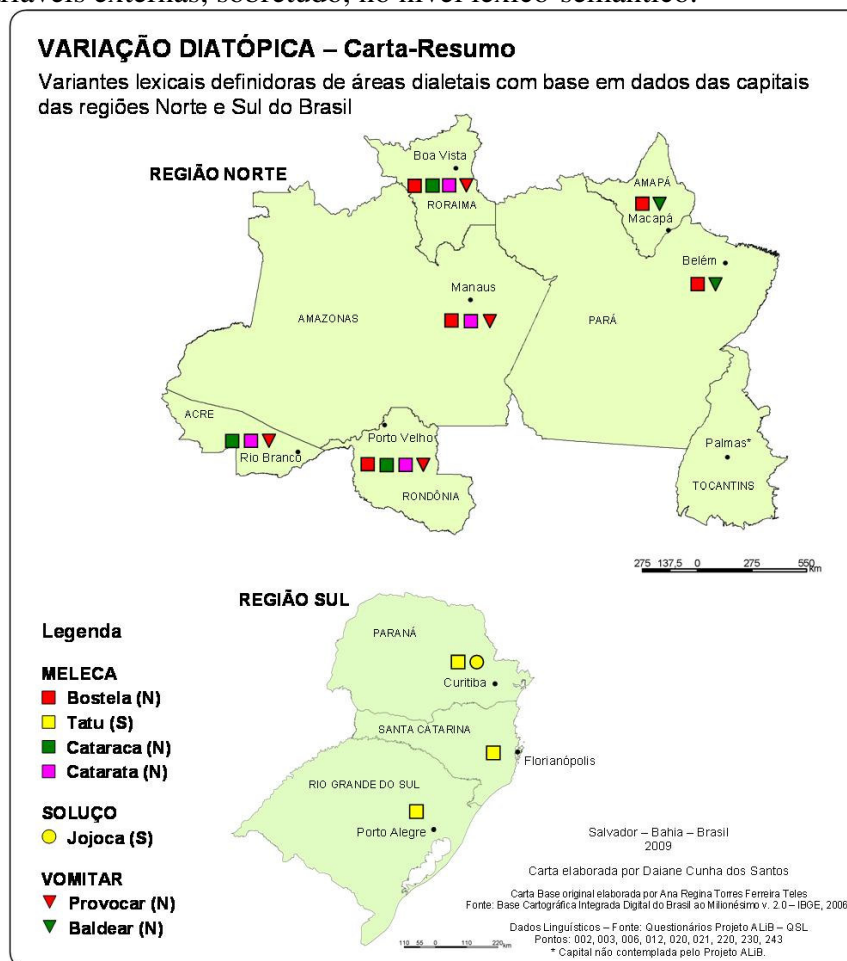 riáveis externas, sobretudo, no nível léxico-semântico.
VARIAÇÃO DIATÓPICA – Carta-Resumo
Variantes lexicais definidoras de áreas dialetais com base em dados das capitais
das regiões Norte e Sul do Brasil
REGIÃO NORTE
Boa Vista
RORAIMA
AMAPÁ
Macapá
Belém
Manaus
AMAZONAS
PARÁ
ACRE
Rio Branco
Porto Velho
RONDÔNIA
Palmas*
TOCANTINS
275 137,5 0 275 550
km
REGIÃO SUL
PARANÁ
Curitiba
SANTA CATARINA
Florianópolis
RIO GRANDE DO SUL
Porto Alegre
110 55 0 110 220
km
Legenda
MELECA
Bostela (N)
Tatu (S)
Cataraca (N)
Catarata (N)
SOLUÇO
Jojoca (S)
VOMITAR
Provocar (N)
Baldear (N)
Salvador – Bahia – Brasil
2009
Carta elaborada por Daiane Cunha dos Santos
Carta Base original elaborada por Ana Regina Torres Ferreira Teles
Fonte: Base Cartográfica Integrada Digital do Brasil ao Milionésimo v. 2.0 – IBGE, 2006
Dados Linguísticos – Fonte: Questionários Projeto ALiB – QSL
Pontos: 002, 003, 006, 012, 020, 021, 220, 230, 243
* Capital não contemplada pelo Projeto ALiB.